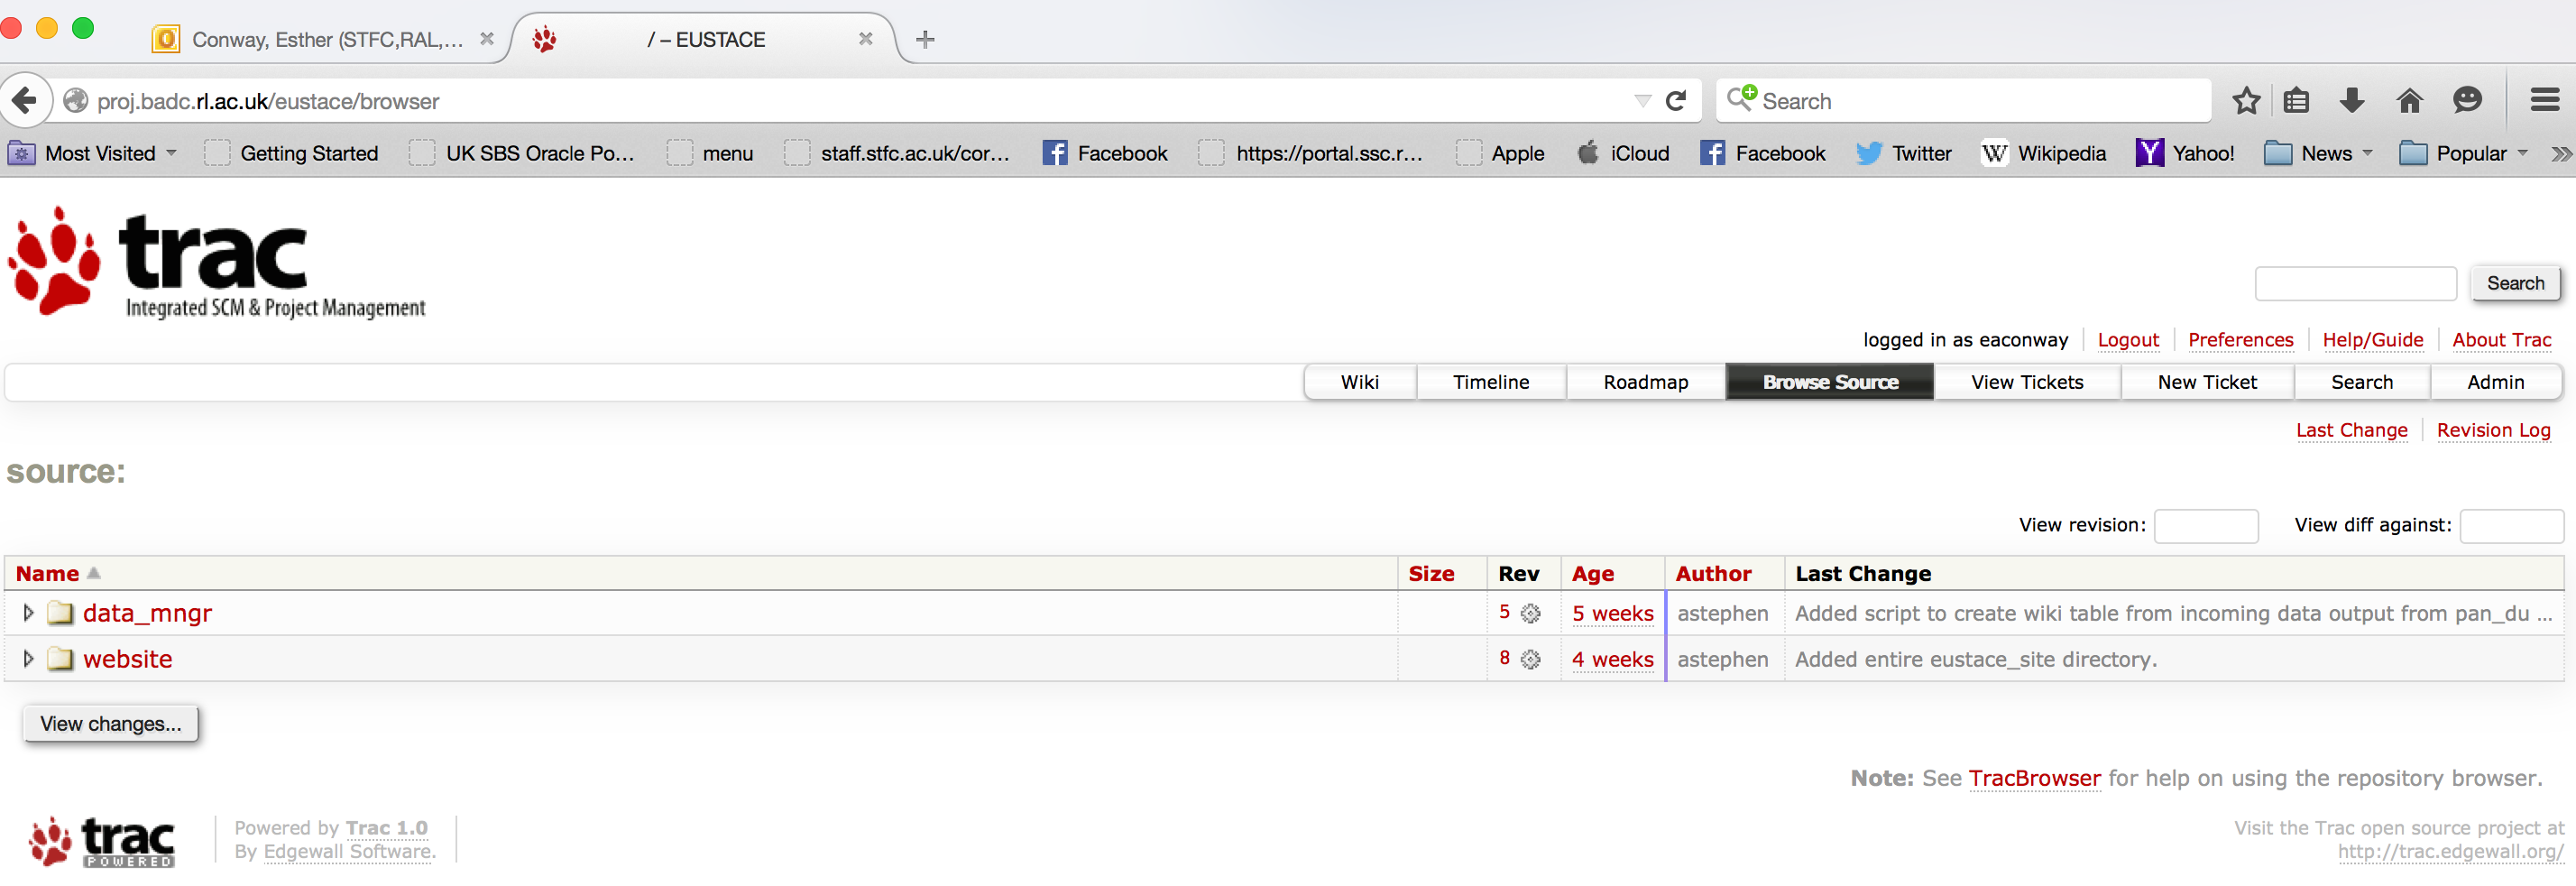 Conway, Esther (STFC,RAL,...
/ – EUSTACE
proj.badc.rl.ac.uk/eustace/browser
Search
Most Visited
Getting Started
UK SBS Oracle Po...
menu
staff.stfc.ac.uk/cor...
Facebook
https://portal.ssc.r...
Apple
iCloud
Facebook
Twitter
W Wikipedia
Y Yahoo!
News
Popular
trac
Integrated SCM & Project Management
Search
logged in as eaconway Logout Preferences Help/Guide About Trac
Wiki Timeline Roadmap Browse Source View Tickets New Ticket Search Admin
Last Change Revision Log
source:
View revision: View diff against:
Name Size Rev Age Author Last Change
data_mngr 5 5 weeks astephen Added script to create wiki table from incoming data output from pan_du ...
website 8 4 weeks astephen Added entire eustace_site directory.
View changes...
Note: See TracBrowser for help on using the repository browser.
trac
POWERED
Powered by Trac 1.0
By Edgewall Software.
Visit the Trac open source project at
http://trac.edgewall.org/